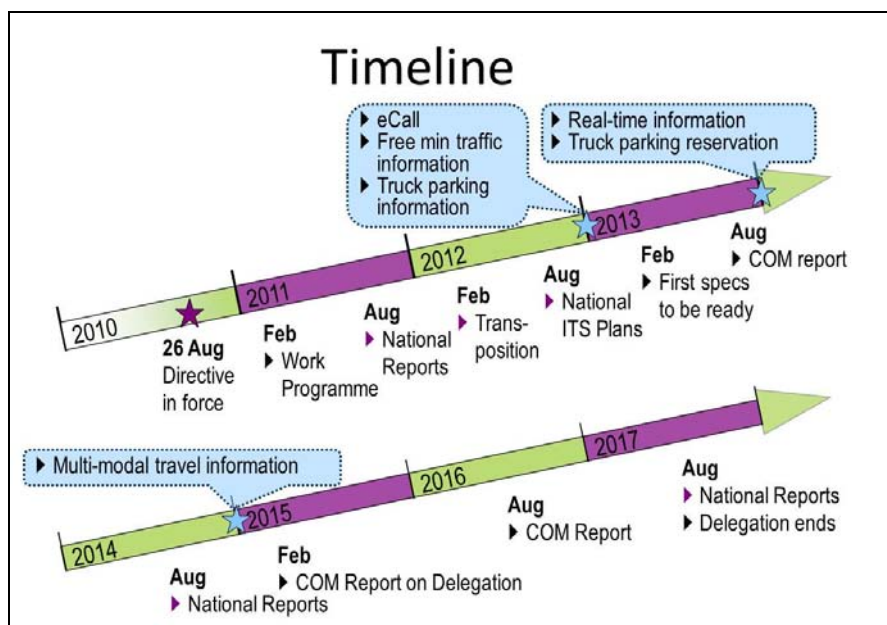 Timeline
▶ eCall
▶ Free min traffic
information
▶ Truck parking
information
▶ Real-time information
▶ Truck parking reservation
2010
2011
2012
2013
26 Aug
Directive
in force
Feb
▶ Work
Programme
Aug
▶ National
Reports
Feb
▶ Trans-
position
Aug
▶ National
ITS Plans
Feb
▶ First specs
to be ready
Aug
▶ COM report
▶ Multi-modal travel information
2014
2015
2016
2017
Aug
▶ National Reports
Feb
▶ COM Report on Delegation
Aug
▶ COM Report
Aug
▶ National Reports
▶ Delegation ends